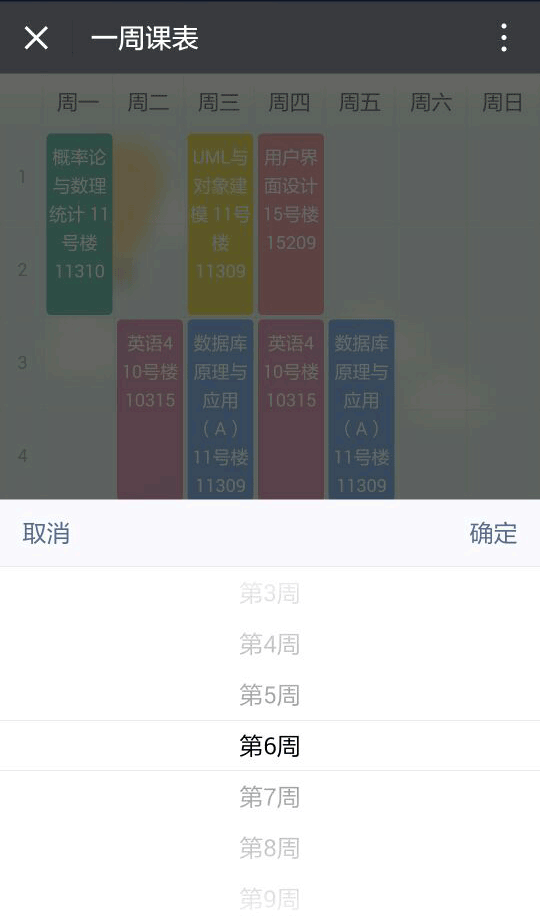 一周课表
周一 周二 周三 周四 周五 周六 周日
1
2
3
4
概率论
与数理
统计 11
号楼
11310
UML与
对象建
模 11号
楼
11309
用户界
面设计
15号楼
15209
英语4
10号楼
10315
数据库
原理与
应用
（A）
11号楼
11309
英语4
10号楼
10315
数据库
原理与
应用
（A）
11号楼
11309
取消 确定
第3周
第4周
第5周
第6周
第7周
第8周
第9周